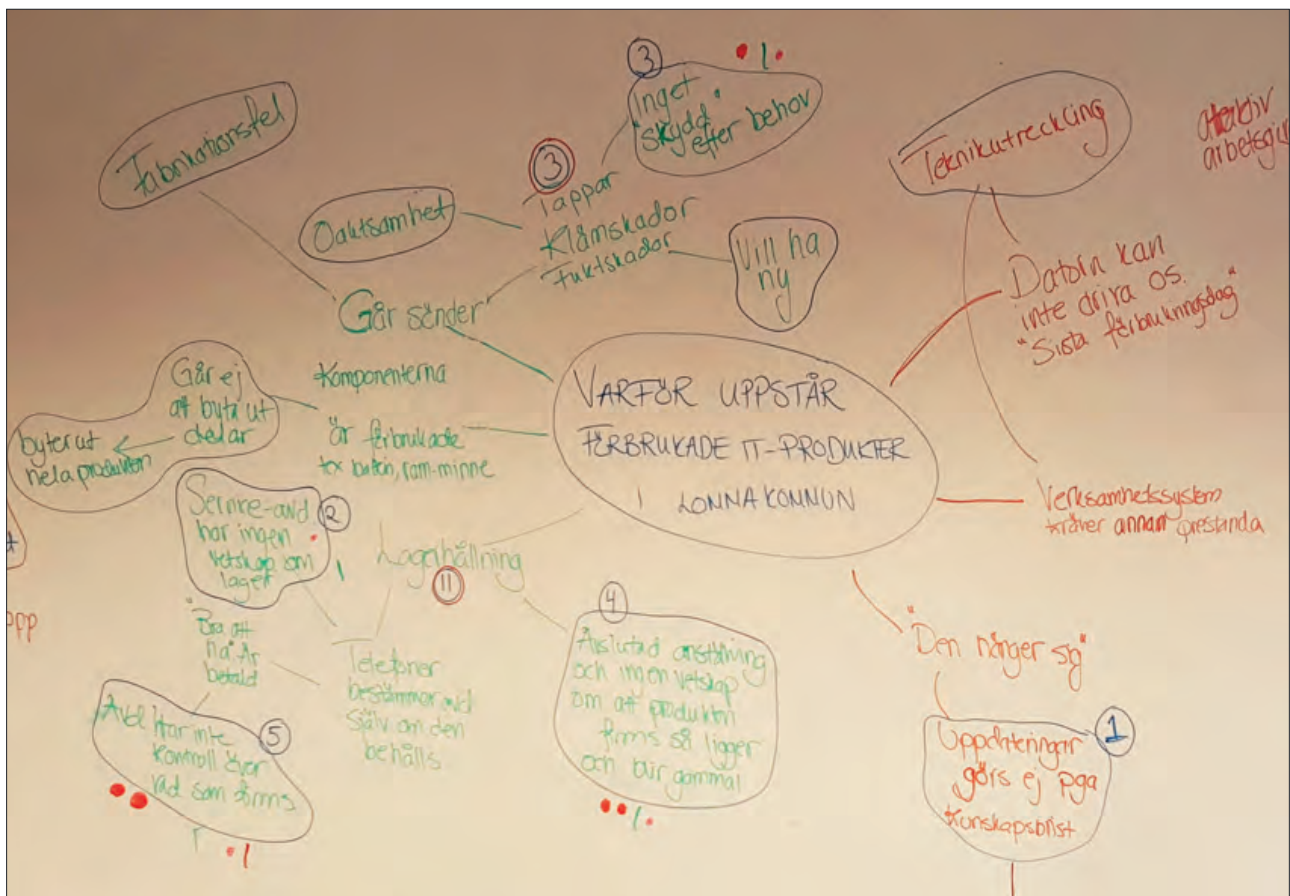 3
Inget
skydd
efter behov
Fabrikationsfel
Teknikutveckling
arbetsgiv
3
Tappar
Klämskador
Fuktskador
Oaktsamhet
Vill ha
ny
Går sönder
Datorn kan
inte driva os.
"Sista förbrukningsdag"
Går ej
att byta ut
delar
byter ut
hela produkten
Komponenterna
är förbrukade
tex batteri, ram-minne
VARFÖR UPPSTÅR
FÖRBRUKADE IT-PRODUKTER
I LONNAKOMMUN
Verksamhetssystem
kräver annan prestanda
Service-avd
har ingen
vetskap om
lager
2
Lagerhållning
11
"Bra att
ha" Är
betald
Telefoner
bestämmer avd
själv om den
behålls
Avd har inte
kontroll över
vad som finns
5
4
Avslutad anställning
och ingen vetskap
om att produkten
finns så ligger
och blir gammal
"Den hänger sig"
Uppdateringar
görs ej pga
kunskapsbrist
1